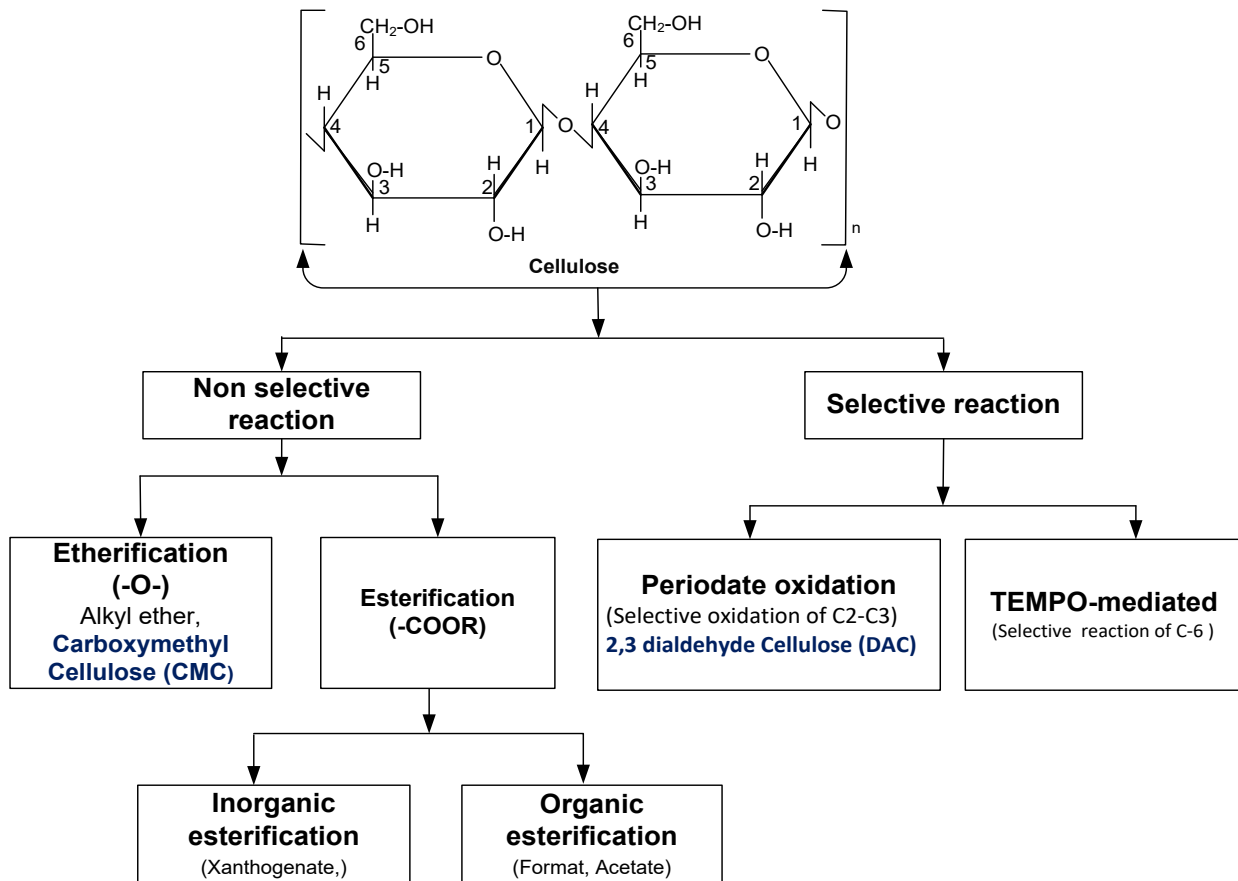 CH2-OH
6
5
O
H
H
4
1
O-H
H
3
2
H
H
O-H
O
CH2-OH
6
5
O
H
H
4
1
O
O-H
H
3
2
H
H
O-H
n
Cellulose
Non selective
reaction
Selective reaction
Etherification
(-O-)
Alkyl ether,
Carboxymethyl
Cellulose (CMC)
Esterification
(-COOR)
Periodate oxidation
(Selective oxidation of C2-C3)
2,3 dialdehyde Cellulose (DAC)
TEMPO-mediated
(Selective reaction of C-6 )
Inorganic
esterification
(Xanthogenate,)
Organic
esterification
(Format, Acetate)